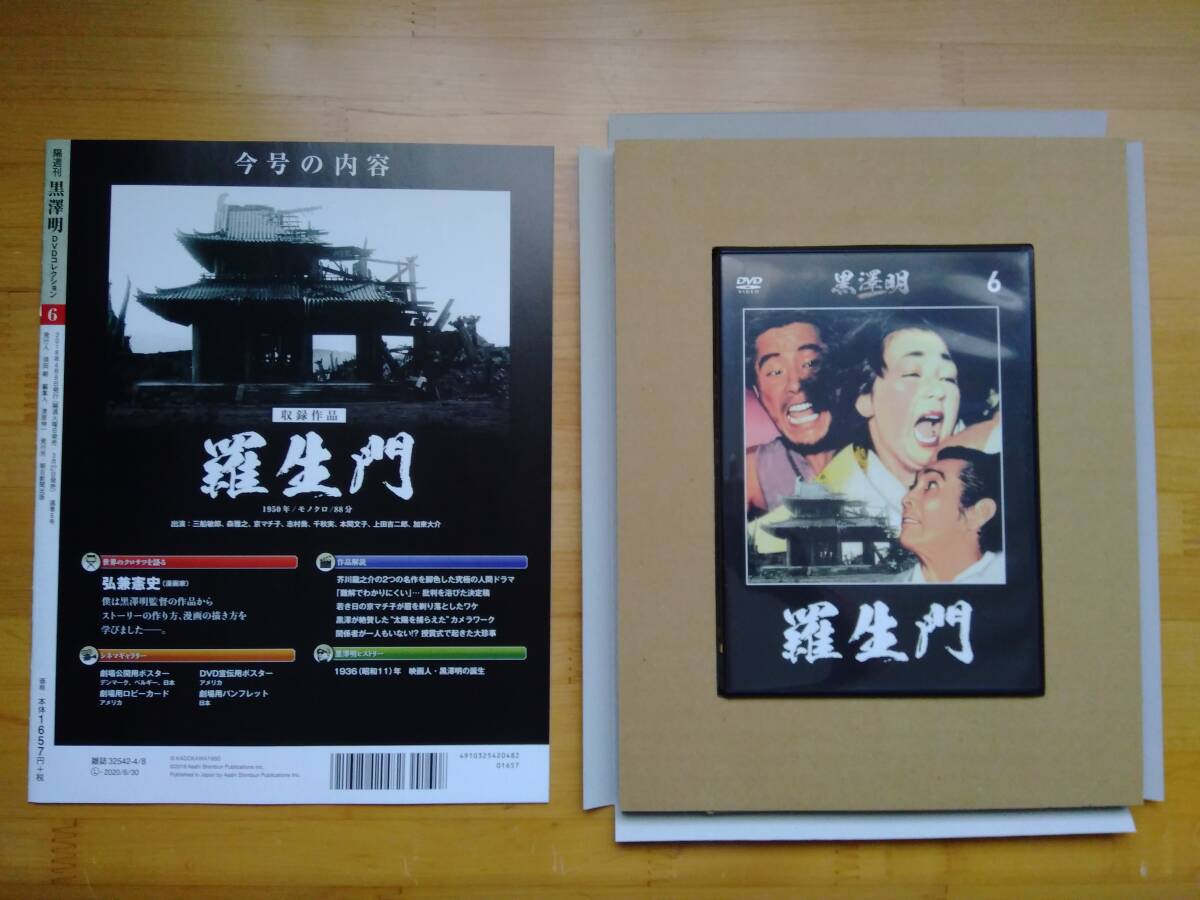 隔週刊 黒澤明 DVDコレクション 6
今号の内容
収録作品
羅生門
1950年/モノクロ/88分
出演:三船敏郎、森雅之、京マチ子、志村喬、千秋実、本間文子、上田吉二郎、加東大介
世界のクロサワを語る
弘兼憲史(漫画家)
僕は黒澤明監督の作品から
ストーリーの作り方、漫画の描き方を
学びました――。
作品解説
芥川龍之介の2つの名作を脚色した究極の人間ドラマ
「難解でわかりにくい」… 批判を浴びた決定稿
若き日の京マチ子が眉を剃り落としたワケ
黒澤が絶賛した“太陽を捕らえた”カメラワーク
関係者が一人もいない!? 授賞式で起きた大珍事
シネマギャラリー
劇場公開用ポスター
デンマーク、ベルギー、日本
劇場用ロビーカード
アメリカ
DVD宣伝用ポスター
アメリカ
劇場用パンフレット
日本
黒澤明ヒストリー
1936(昭和11)年 映画人・黒澤明の誕生
価格 本体1657円+税
雑誌 32542-4/8
Ⓛ-2020/6/30
© KADOKAWA1950
©2018 Asahi Shimbun Publications Inc.
Published in Japan by Asahi Shimbun Publications Inc.
4910325420482
01657
DVD
VIDEO
黒澤明
6
羅生門